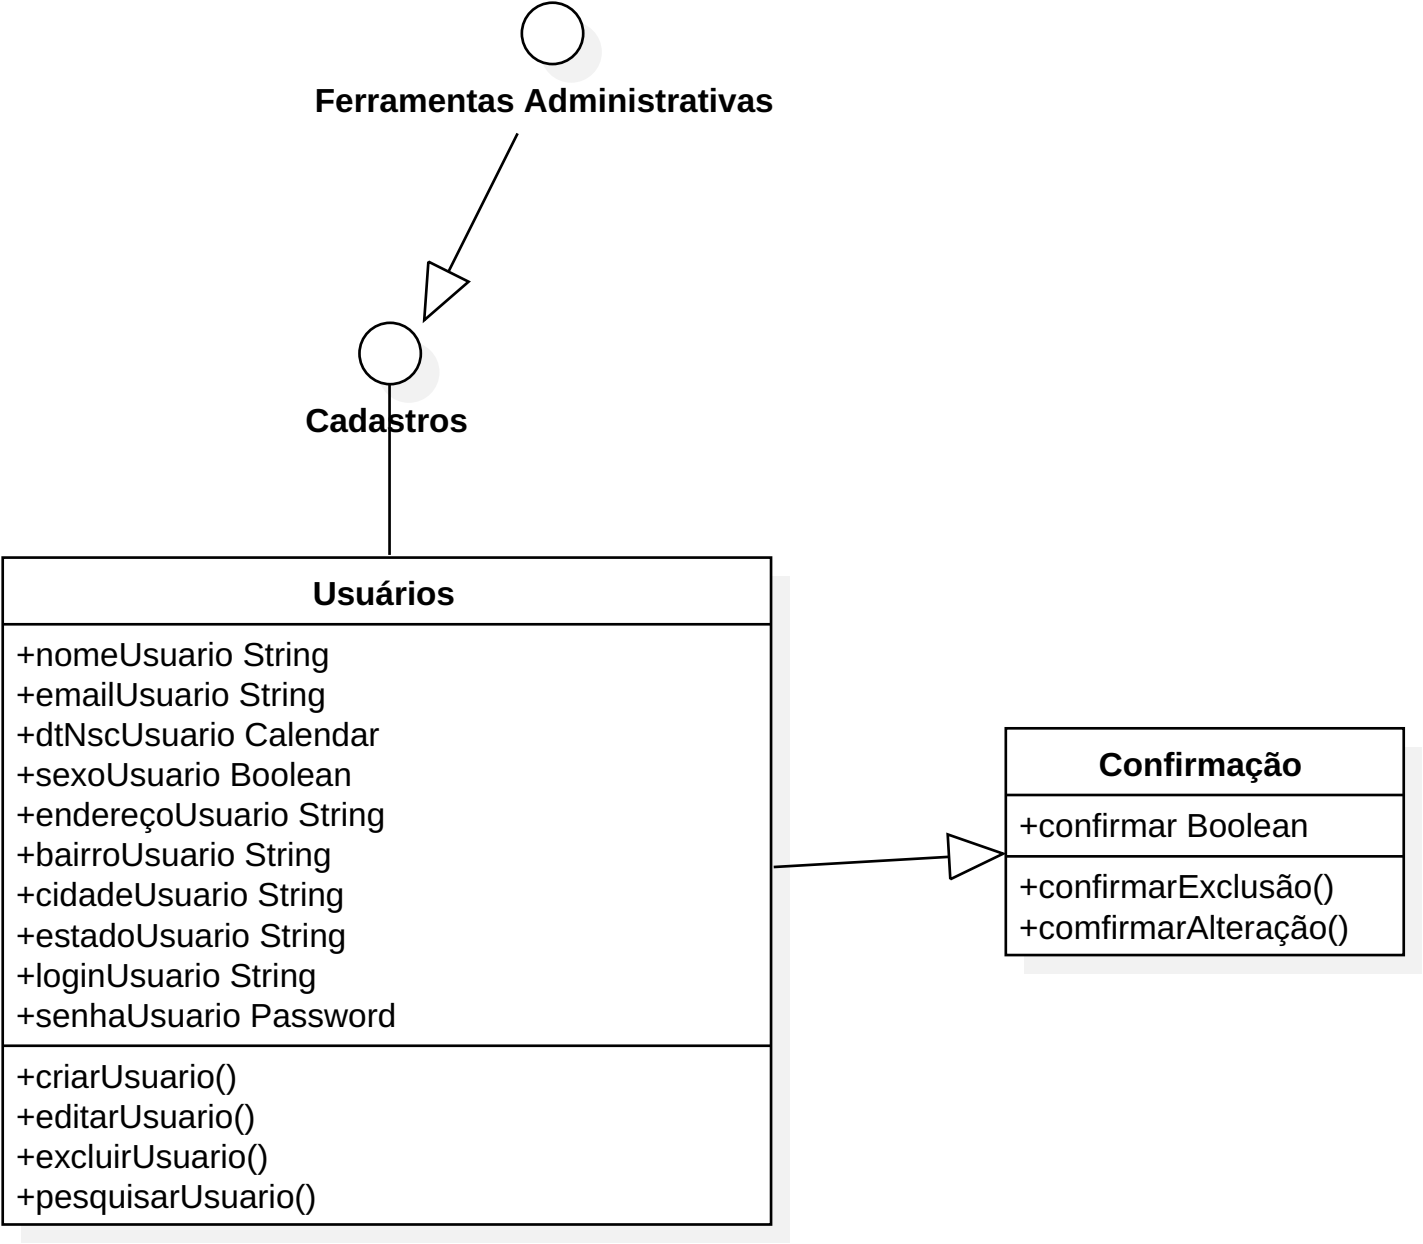 Ferramentas Administrativas
Cadastros
Usuários
+nomeUsuario String
+emailUsuario String
+dtNscUsuario Calendar
+sexoUsuario Boolean
+endereçoUsuario String
+bairroUsuario String
+cidadeUsuario String
+estadoUsuario String
+loginUsuario String
+senhaUsuario Password
+criarUsuario()
+editarUsuario()
+excluirUsuario()
+pesquisarUsuario()
Confirmação
+confirmar Boolean
+confirmarExclusão()
+comfirmarAlteração()